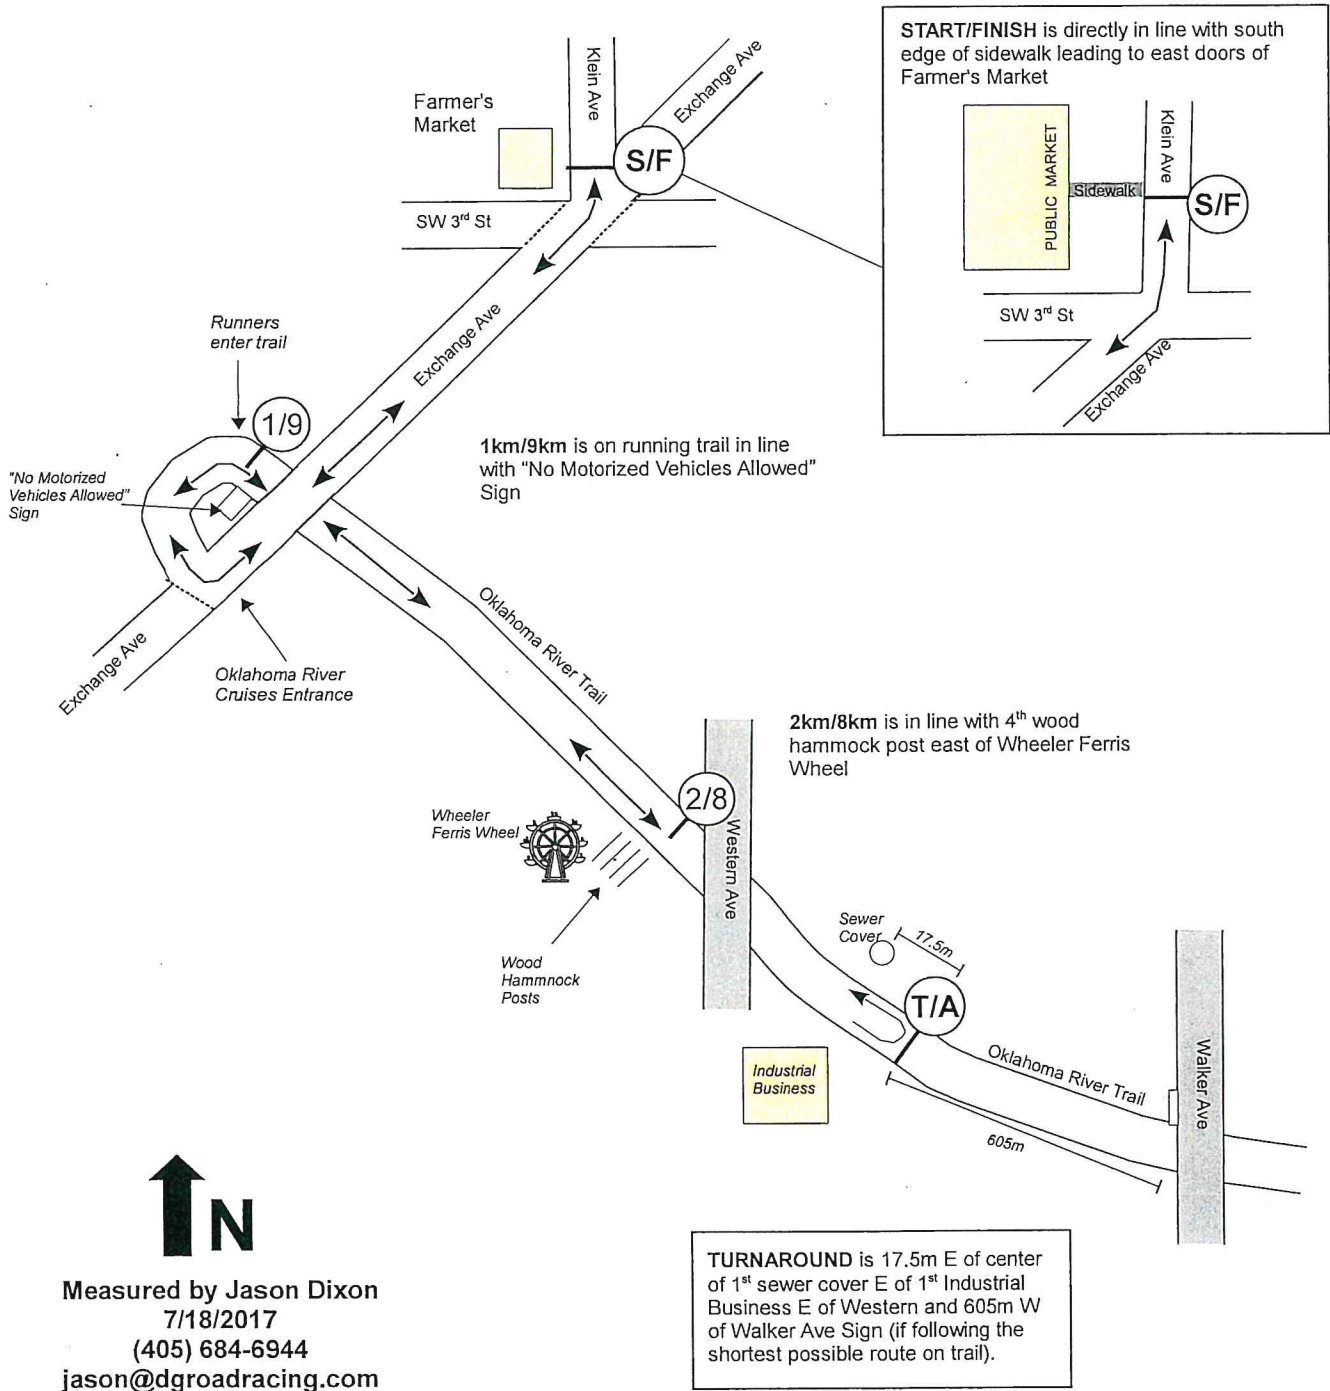 START/FINISH is directly in line with south
edge of sidewalk leading to east doors of
Farmer's Market
PUBLIC MARKET
Sidewalk
Klein Ave
S/F
SW 3rd St
Exchange Ave
Klein Ave
Exchange Ave
Farmer's
Market
S/F
SW 3rd St
Exchange Ave
Runners
enter trail
1/9
"No Motorized
Vehicles Allowed"
Sign
1km/9km is on running trail in line
with "No Motorized Vehicles Allowed"
Sign
Exchange Ave
Oklahoma River
Cruises Entrance
Oklahoma River Trail
2km/8km is in line with 4th wood
hammock post east of Wheeler Ferris
Wheel
2/8
Wheeler
Ferris Wheel
Western Ave
Wood
Hammnock
Posts
Sewer
Cover
17.5m
T/A
Industrial
Business
Oklahoma River Trail
Walker Ave
605m
N
Measured by Jason Dixon
7/18/2017
(405) 684-6944
jason@dgroadracing.com
TURNAROUND is 17.5m E of center
of 1st sewer cover E of 1st Industrial
Business E of Western and 605m W
of Walker Ave Sign (if following the
shortest possible route on trail).